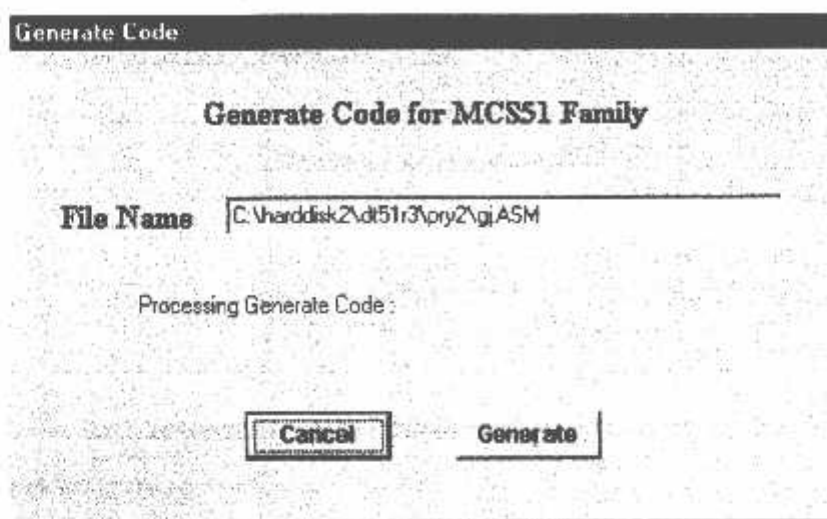 Generate Code
Generate Code for MCS51 Family
File Name C:\harddisk2\dt51r3\pry2\gj.ASM
Processing Generate Code :
Cancel Generate